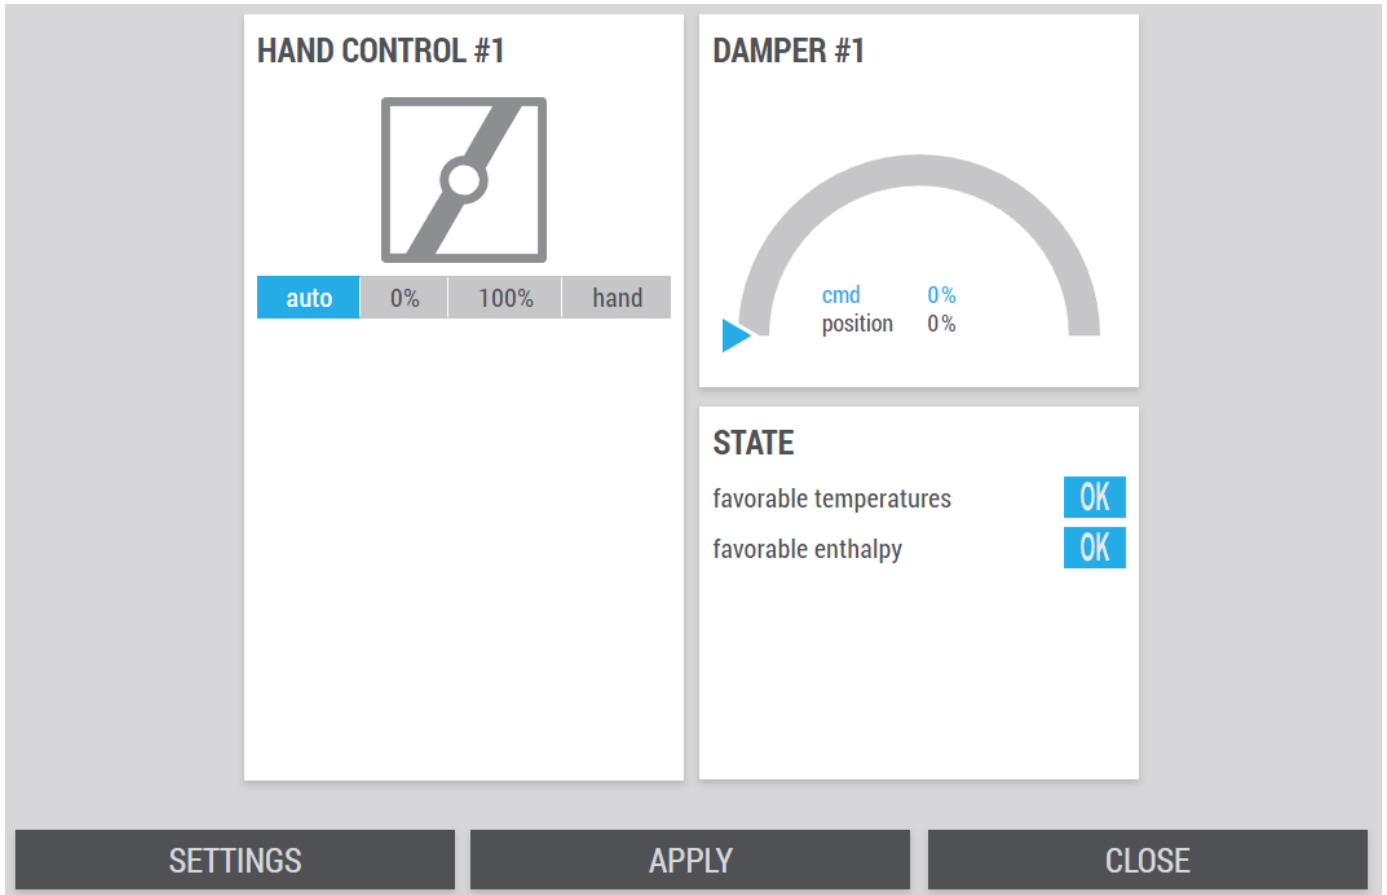 HAND CONTROL #1
auto 0% 100% hand
DAMPER #1
cmd 0%
position 0%
STATE
favorable temperatures OK
favorable enthalpy OK
SETTINGS APPLY CLOSE